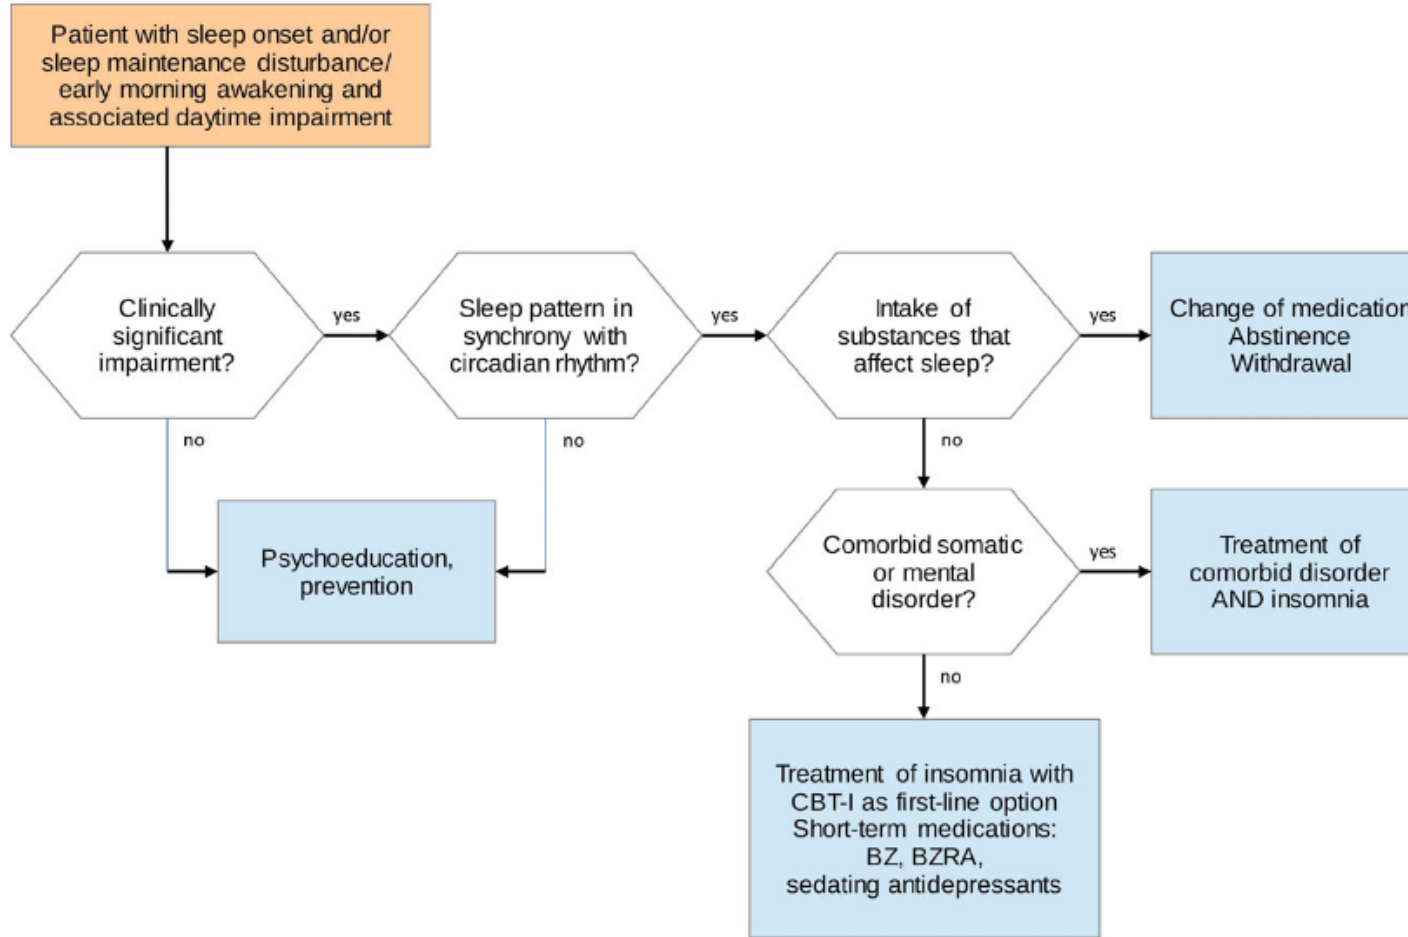 Patient with sleep onset and/or
sleep maintenance disturbance/
early morning awakening and
associated daytime impairment
Clinically
significant
impairment?
yes
Sleep pattern in
synchrony with
circadian rhythm?
yes
Intake of
substances that
affect sleep?
yes
Change of medication
Abstinence
Withdrawal
no
no
no
Psychoeducation,
prevention
Comorbid somatic
or mental
disorder?
yes
Treatment of
comorbid disorder
AND insomnia
no
Treatment of insomnia with
CBT-I as first-line option
Short-term medications:
BZ, BZRA,
sedating antidepressants